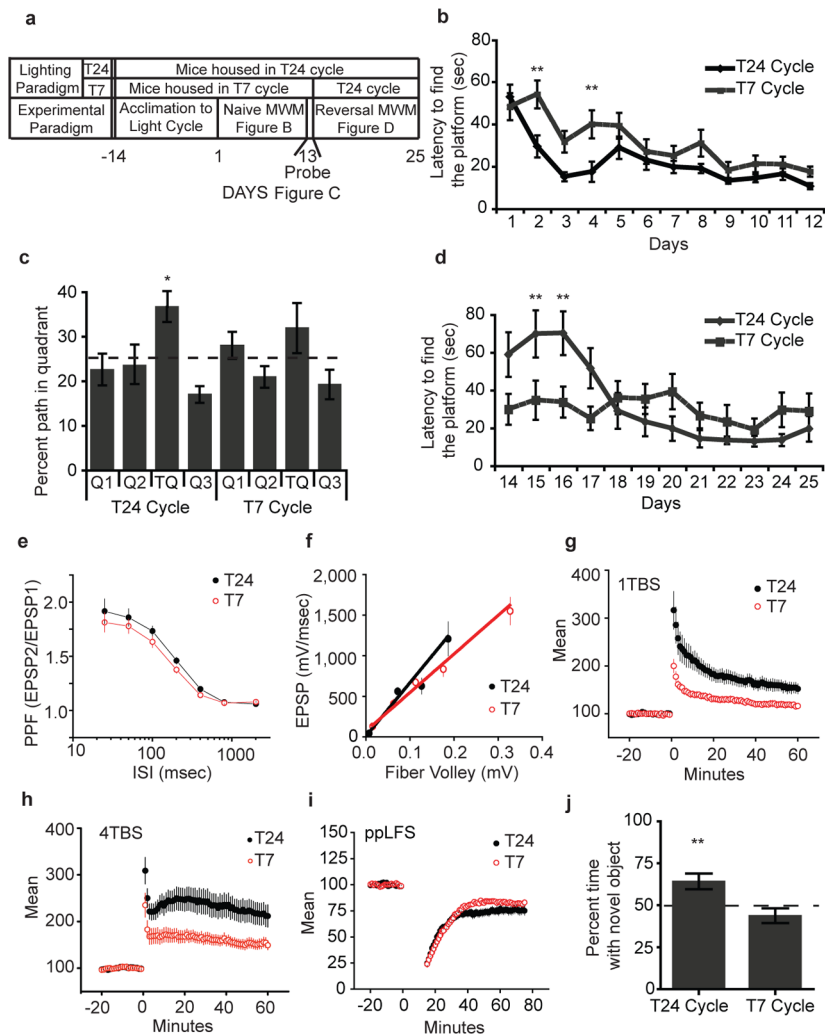 a
Lighting Paradigm
T24
T7
Mice housed in T24 cycle
Mice housed in T7 cycle
T24 cycle
Experimental Paradigm
Acclimation to Light Cycle
Naive MWM Figure B
Reversal MWM Figure D
-14
1
13
25
Probe
DAYS Figure C
b
Latency to find the platform (sec)
80
60
40
20
0
**
**
T24 Cycle
T7 Cycle
1 2 3 4 5 6 7 8 9 10 11 12
Days
c
Percent path in quadrant
40
30
20
10
0
*
Q1 Q2 TQ Q3 Q1 Q2 TQ Q3
T24 Cycle T7 Cycle
d
Latency to find the platform (sec)
80
60
40
20
0
** **
T24 Cycle
T7 Cycle
14 15 16 17 18 19 20 21 22 23 24 25
Days
e
PPF (EPSP2/EPSP1)
2.0
1.5
1.0
T24
T7
10 100 1000
ISI (msec)
f
EPSP (mV/msec)
2,000
1,500
1,000
500
0
T24
T7
0.0 0.1 0.2 0.3 0.4
Fiber Volley (mV)
g
1TBS
Mean
400
300
200
100
T24
T7
-20 0 20 40 60
Minutes
h
4TBS
Mean
400
300
200
100
T24
T7
-20 0 20 40 60
Minutes
i
ppLFS
Mean
150
125
100
75
50
25
0
T24
T7
-20 0 20 40 60 80
Minutes
j
Percent time with novel object
100
75
50
25
0
**
T24 Cycle T7 Cycle